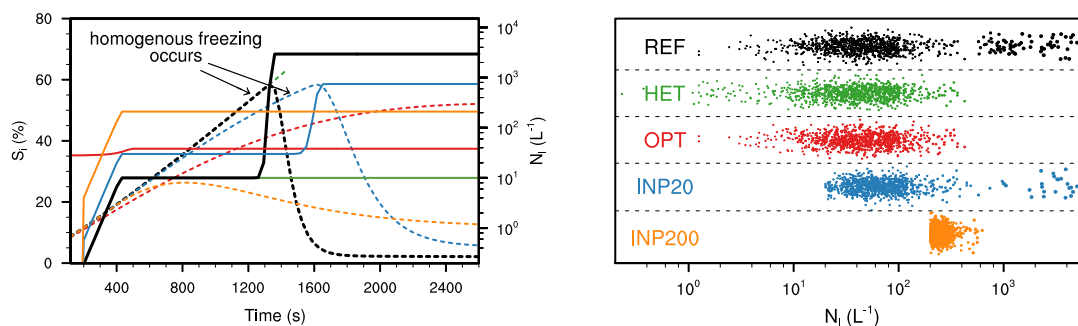 80
60
40
20
0
S_i (%)
homogenous freezing
occurs
10^4
10^3
10^2
10^1
10^0
N_i (L^-1)
400 800 1200 1600 2000 2400
Time (s)
REF
HET
OPT
INP20
INP200
10^0 10^1 10^2 10^3
N_i (L^-1)